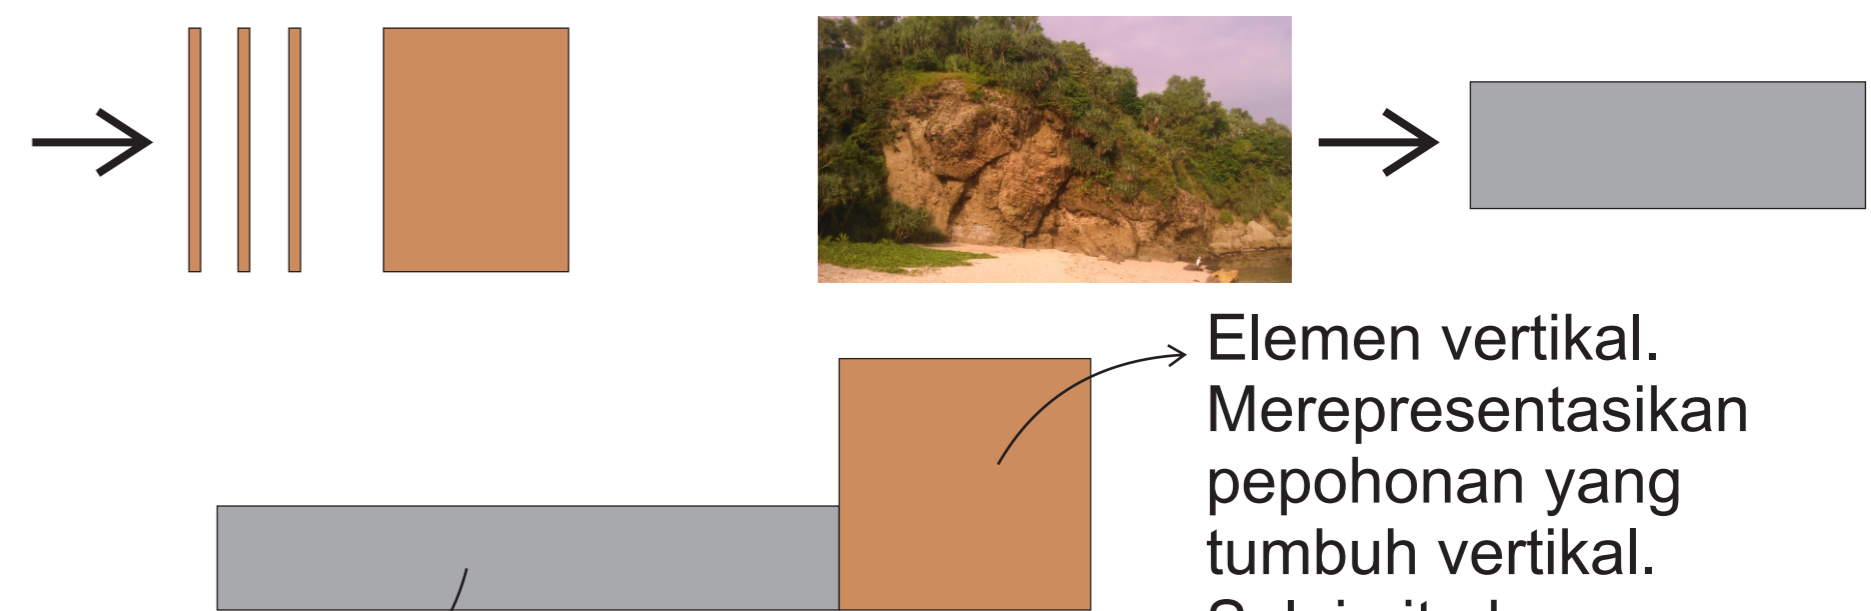 Elemen vertikal.
Merepresentasikan
pepohonan yang
tumbuh vertikal.